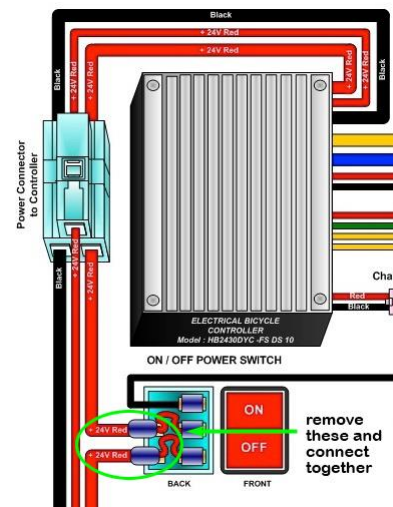 Black
+ 24V Red
+ 24V Red
Black
+ 24V Red
+ 24V Red
Black
Power Connector
to Controller
Black
+ 24V Red
+ 24V Red
Cha
Red
Black
ELECTRICAL BICYCLE
CONTROLLER
Model : HB2430DYC -FS DS 10
ON / OFF POWER SWITCH
+ 24V Red
+ 24V Red
ON
OFF
remove
these and
connect
together
BACK
FRONT